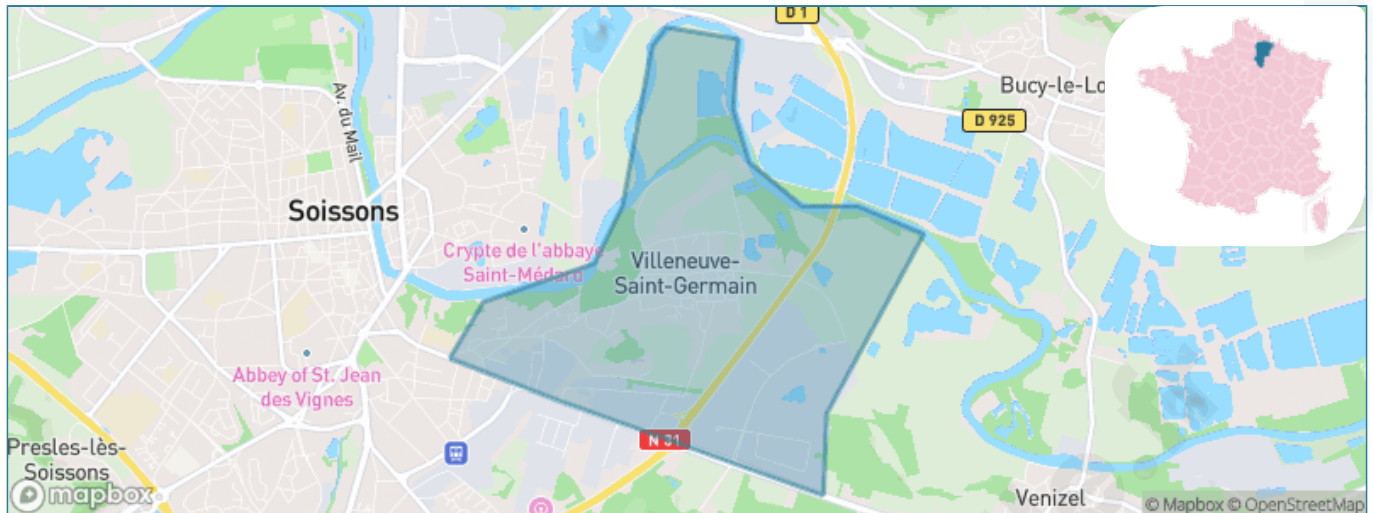 D 1
Bucy-le-Lo
D 925
Av. du Mail
Soissons
Crypte de l'abbaye
Saint-Médard
Villeneuve-
Saint-Germain
Abbey of St. Jean
des Vignes
N 31
Presles-lès-
Soissons
mapbox
Venizel
© Mapbox © OpenStreetMap